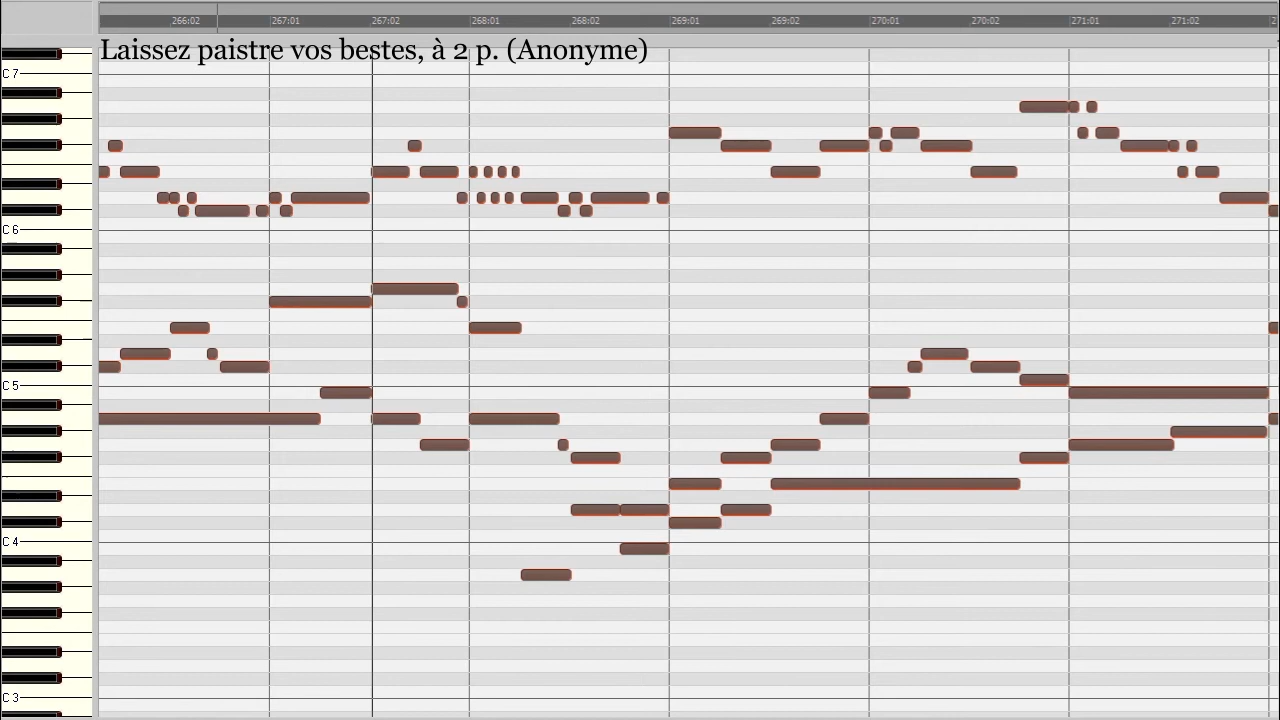 266:02 267:01 267:02 268:01 268:02 269:01 269:02 270:01 270:02 271:01 271:02
Laissez paistre vos bestes, à 2 p. (Anonyme)
C 7
C 6
C 5
C 4
C 3